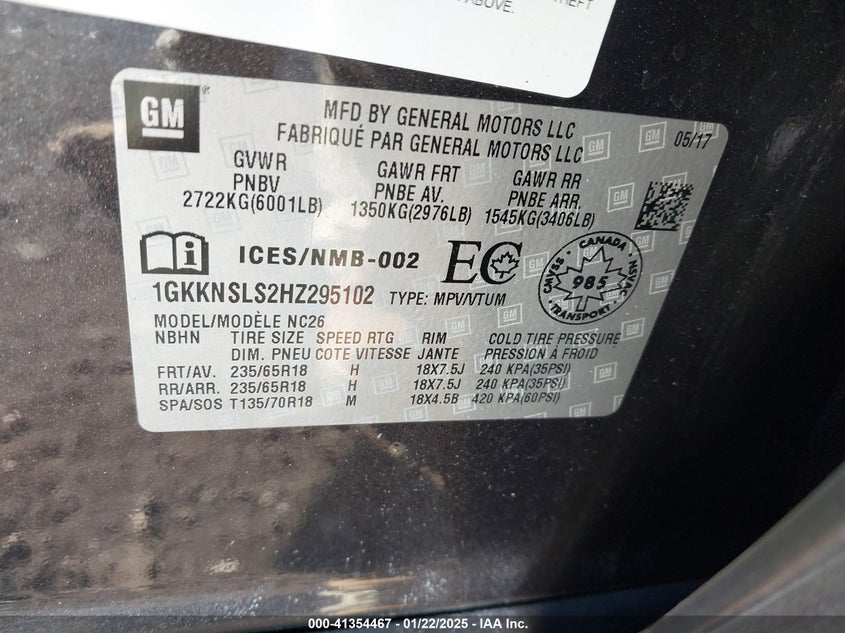 THEFT
ABOVE.
GM
MFD BY GENERAL MOTORS LLC
FABRIQUÉ PAR GENERAL MOTORS LLC
05/17
GVWR GAWR FRT GAWR RR
PNBV PNBE AV. PNBE ARR.
2722KG(6001LB) 1350KG(2976LB) 1545KG(3406LB)
ICES/NMB-002 EC
CANADA
CMVSS 985 NSVAC
TRANSPORT
1GKKNSLS2HZ295102 TYPE: MPV/VTUM
MODEL/MODÈLE NC26
NBHN TIRE SIZE SPEED RTG RIM COLD TIRE PRESSURE
DIM. PNEU COTE VITESSE JANTE PRESSION À FROID
FRT/AV. 235/65R18 H 18X7.5J 240 KPA(35PSI)
RR/ARR. 235/65R18 H 18X7.5J 240 KPA(35PSI)
SPA/SOS T135/70R18 M 18X4.5B 420 KPA(60PSI)
000-41354467 - 01/22/2025 - IAA Inc.